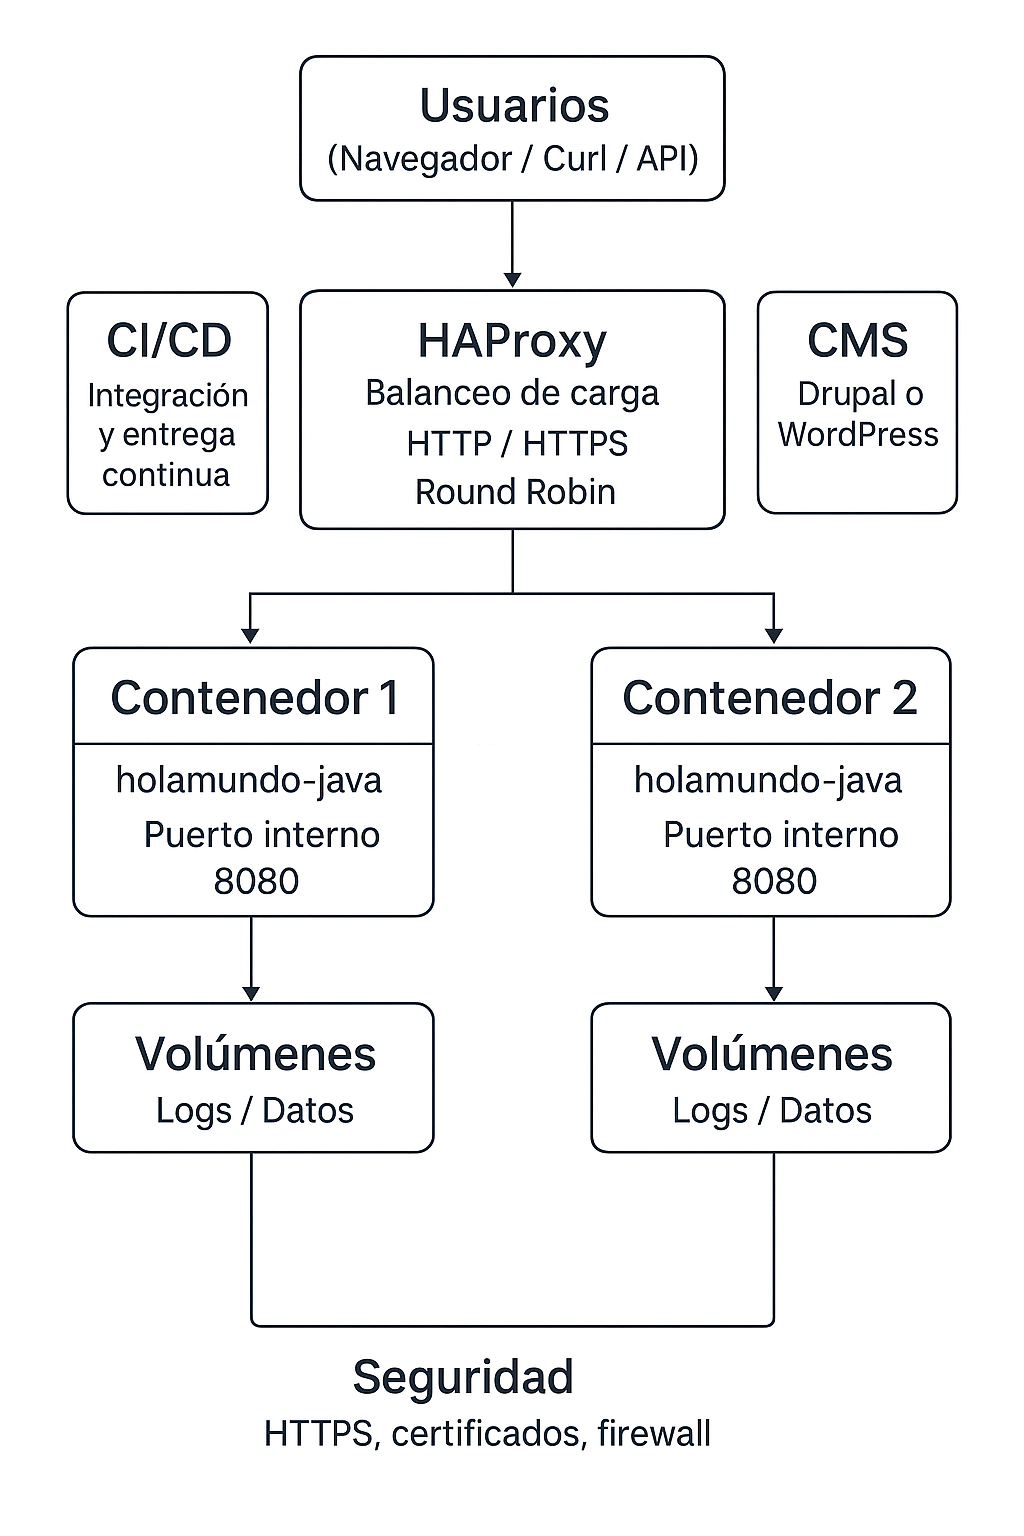 Usuarios
(Navegador / Curl / API)
CI/CD
Integración
y entrega
continua
HAProxy
Balanceo de carga
HTTP / HTTPS
Round Robin
CMS
Drupal o
WordPress
Contenedor 1
holamundo-java
Puerto interno
8080
Contenedor 2
holamundo-java
Puerto interno
8080
Volúmenes
Logs / Datos
Volúmenes
Logs / Datos
Seguridad
HTTPS, certificados, firewall